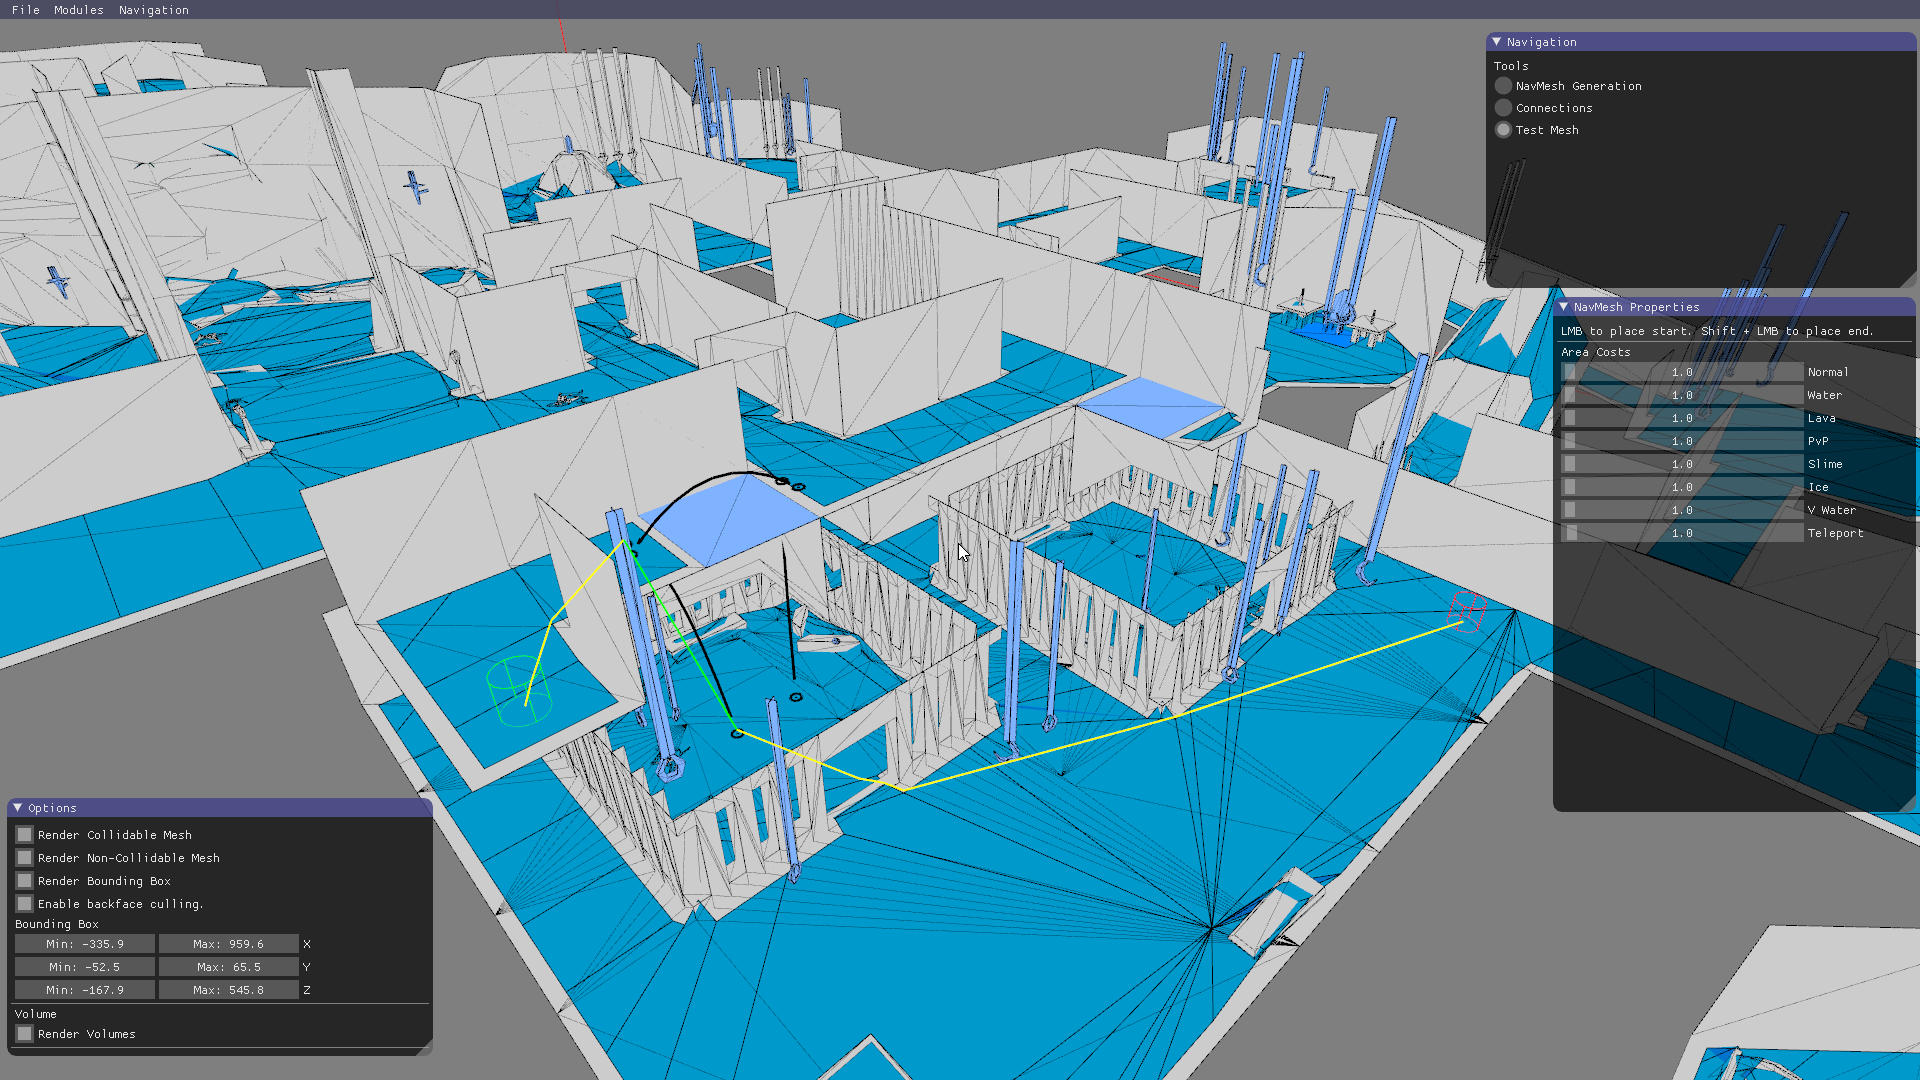 File Modules Navigation
Navigation
Tools
NavMesh Generation
Connections
Test Mesh
NavMesh Properties
LMB to place start. Shift + LMB to place end.
Area Costs
1.0 Normal
1.0 Water
1.0 Lava
1.0 PvP
1.0 Slime
1.0 Ice
1.0 V Water
1.0 Teleport
Options
Render Collidable Mesh
Render Non-Collidable Mesh
Render Bounding Box
Enable backface culling.
Bounding Box
Min: -335.9 Max: 959.6 X
Min: -52.5 Max: 65.5 Y
Min: -167.9 Max: 545.8 Z
Volume
Render Volumes